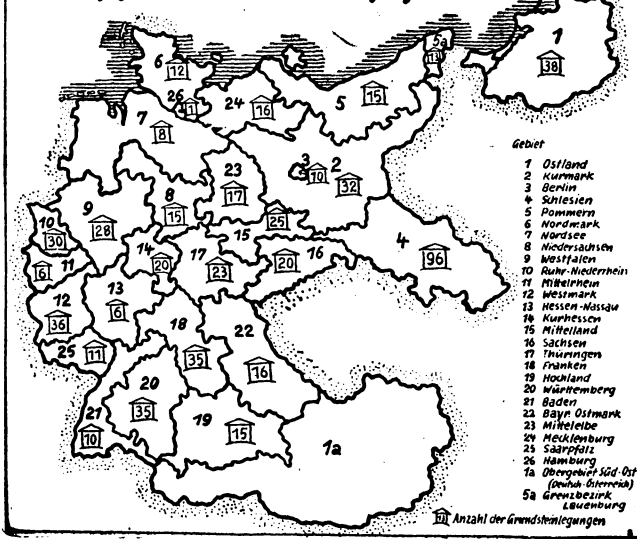 1
38
5a
13
6
12
26
1
24
16
5
15
7
8
3
10
2
32
23
17
9
28
8
15
25
15
10
30
6
11
14
20
17
23
20
16
4
96
12
36
13
6
18
35
22
16
25
11
20
35
21
10
19
15
1a
Gebiet
1 Ostland
2 Kurmark
3 Berlin
4 Schlesien
5 Pommern
6 Nordmark
7 Nordsee
8 Niedersachsen
9 Westfalen
10 Ruhr-Niederrhein
11 Mittelrhein
12 Westmark
13 Hessen-Nassau
14 Kurhessen
15 Mittelland
16 Sachsen
17 Thüringen
18 Franken
19 Hochland
20 Württemberg
21 Baden
22 Bayr. Ostmark
23 Mittelelbe
24 Mecklenburg
25 Saarpfalz
26 Hamburg
1a Obergebiet Süd-Ost
(Deutsch-Österreich)
5a Grenzbezirk
Lauenburg
Anzahl der Grundsteinlegungen